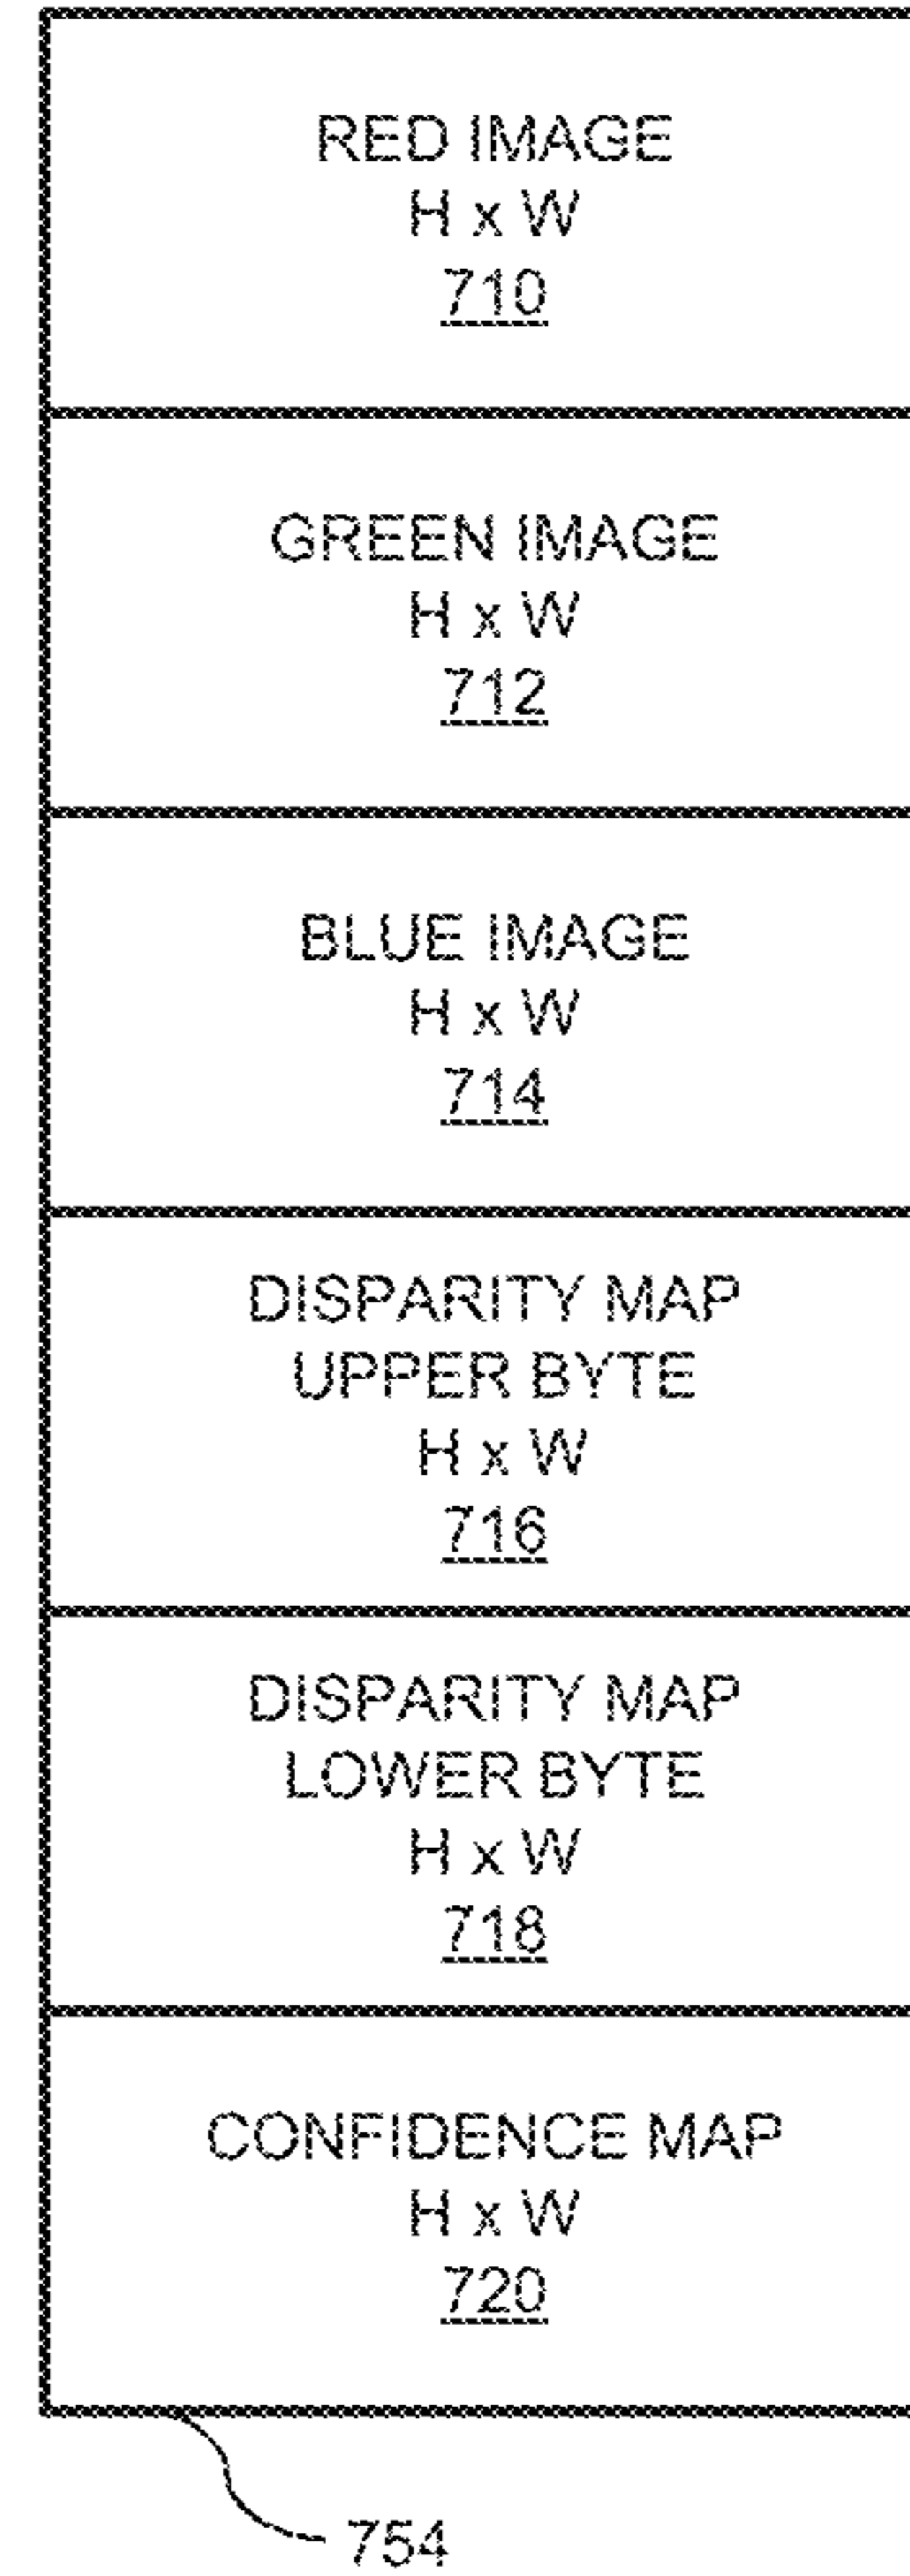 RED IMAGE
H x W
710
GREEN IMAGE
H x W
712
BLUE IMAGE
H x W
714
DISPARITY MAP
UPPER BYTE
H x W
716
DISPARITY MAP
LOWER BYTE
H x W
718
CONFIDENCE MAP
H x W
720
754